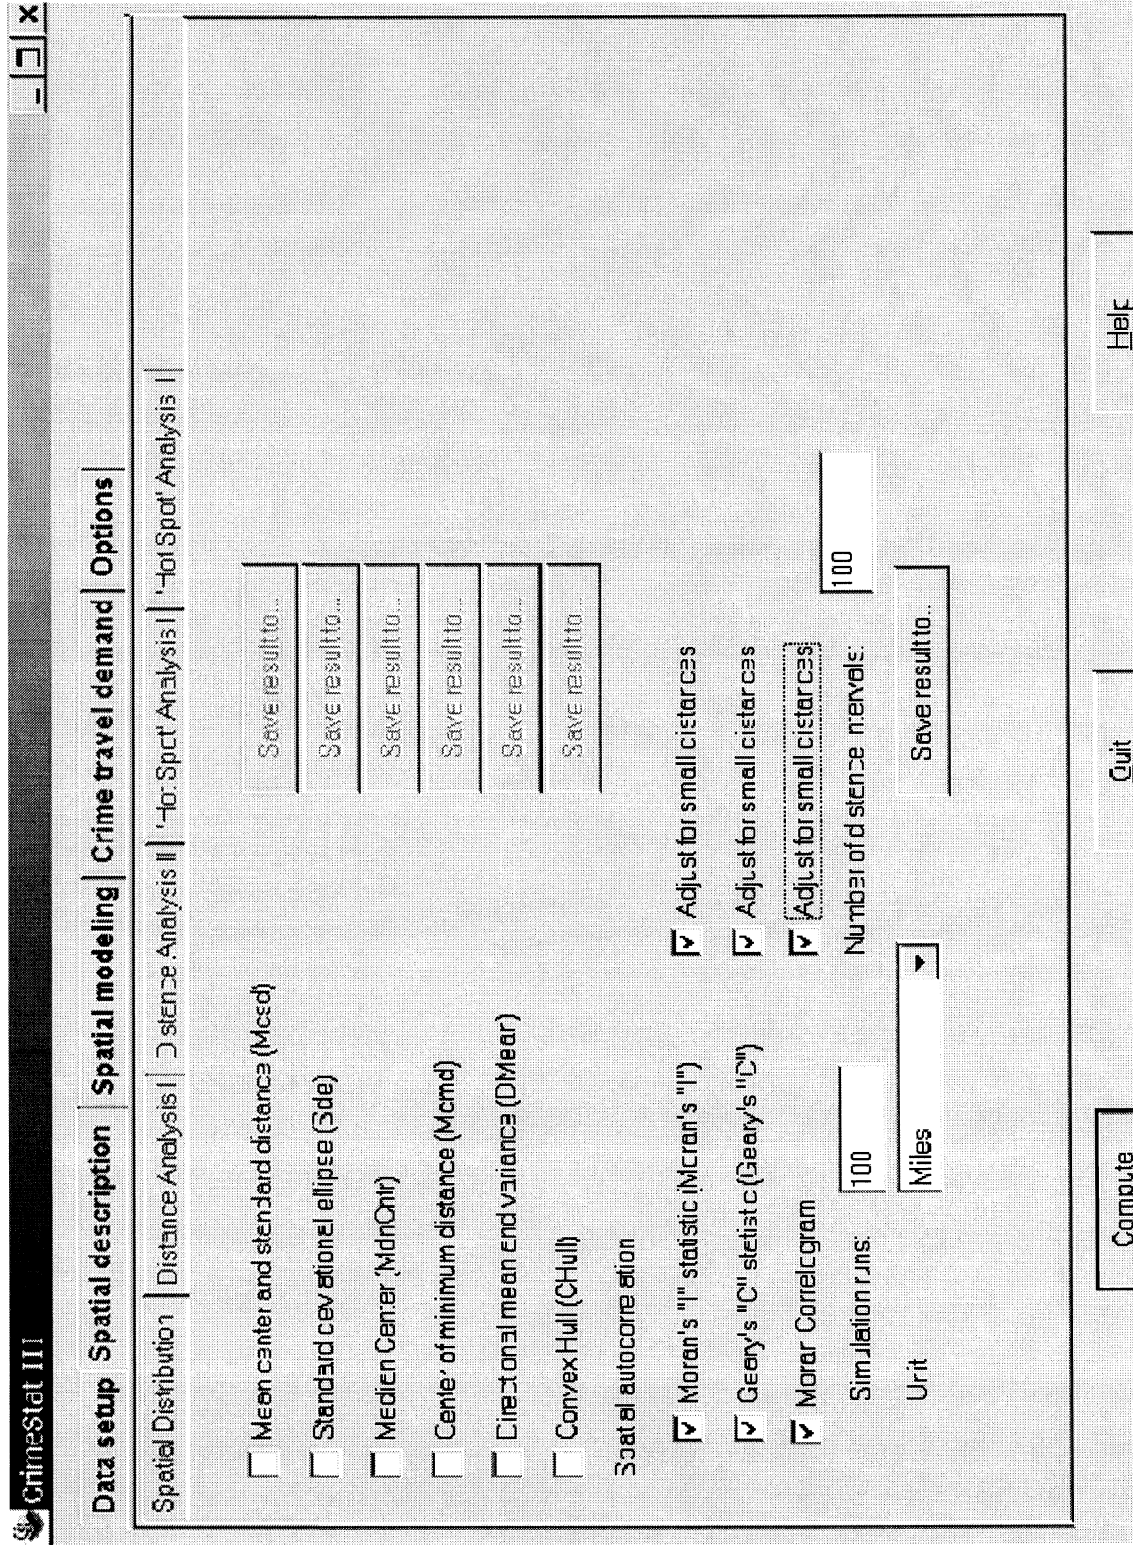 CrimeStat III
Data setup Spatial description Spatial modeling Crime travel demand Options
Spatial Distribution Distance Analysis I Distance Analysis II 'Hot Spot' Analysis I 'Hot Spot' Analysis II
Mean center and standard distance (Mcsd) Save result to...
Standard deviational ellipse (Sde) Save result to...
Median Center (MdnCntr) Save result to...
Center of minimum distance (Mcmd) Save result to...
Directional mean and variance (DMean) Save result to...
Convex Hull (CHull) Save result to...
Spatial autocorrelation
Moran's "I" statistic (Moran's "I") Adjust for small distances
Geary's "C" statistic (Geary's "C") Adjust for small distances
Moran Correlogram Adjust for small distances
Simulation runs: 100 Number of distance intervals: 100
Unit Miles Save result to...
Compute Quit Help